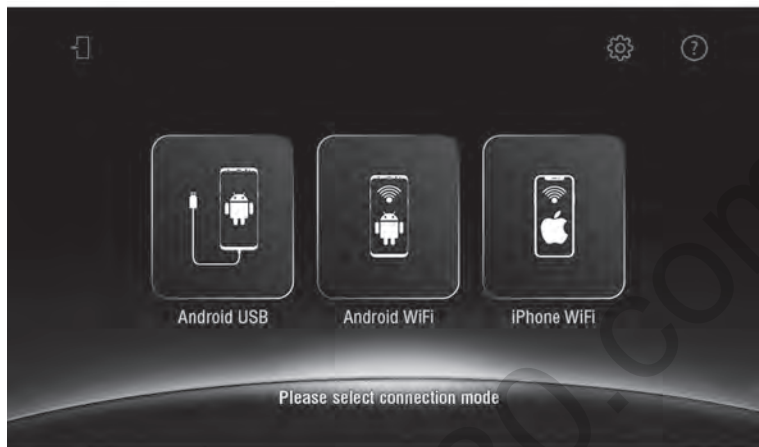 Android USB
Android WiFi
iPhone WiFi
Please select connection mode